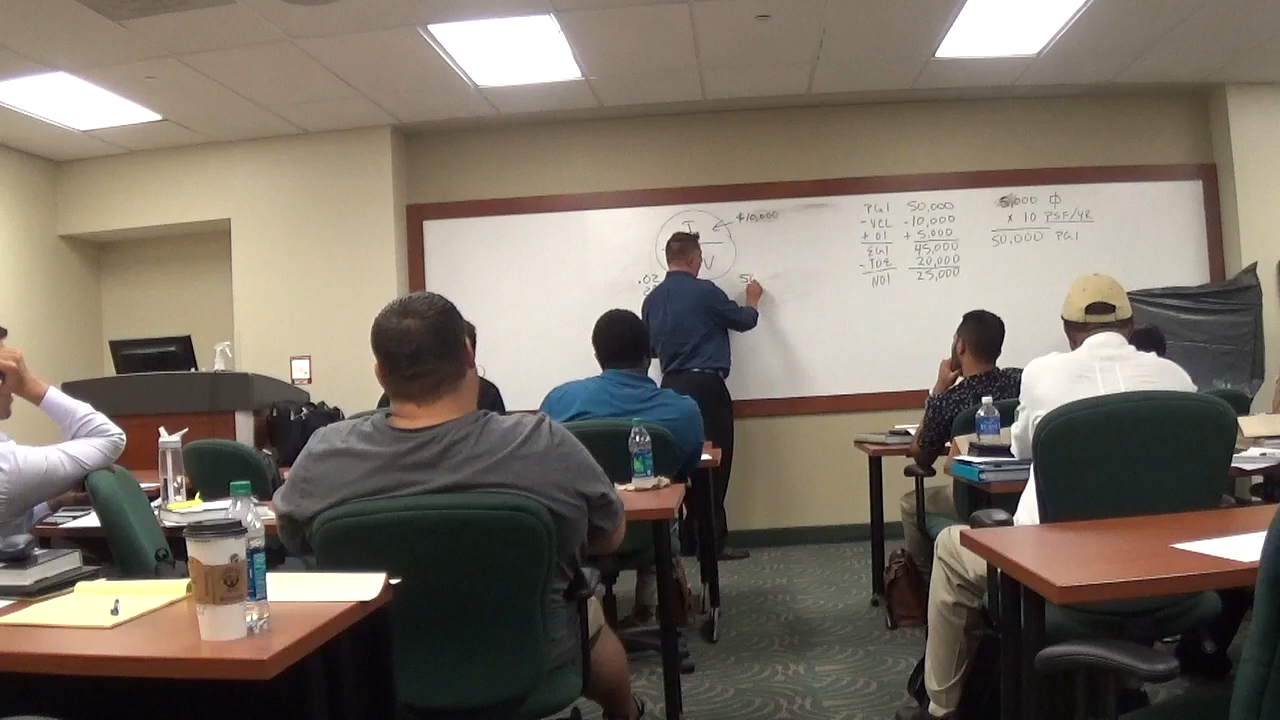 I
$10,000
V
.02
PGI 50,000
-VCL -10,000
+ OI + 5,000
EGI 45,000
-TOE 20,000
NOI 25,000
5,000 ⏀
x 10 PSF/YR
50,000 PGI